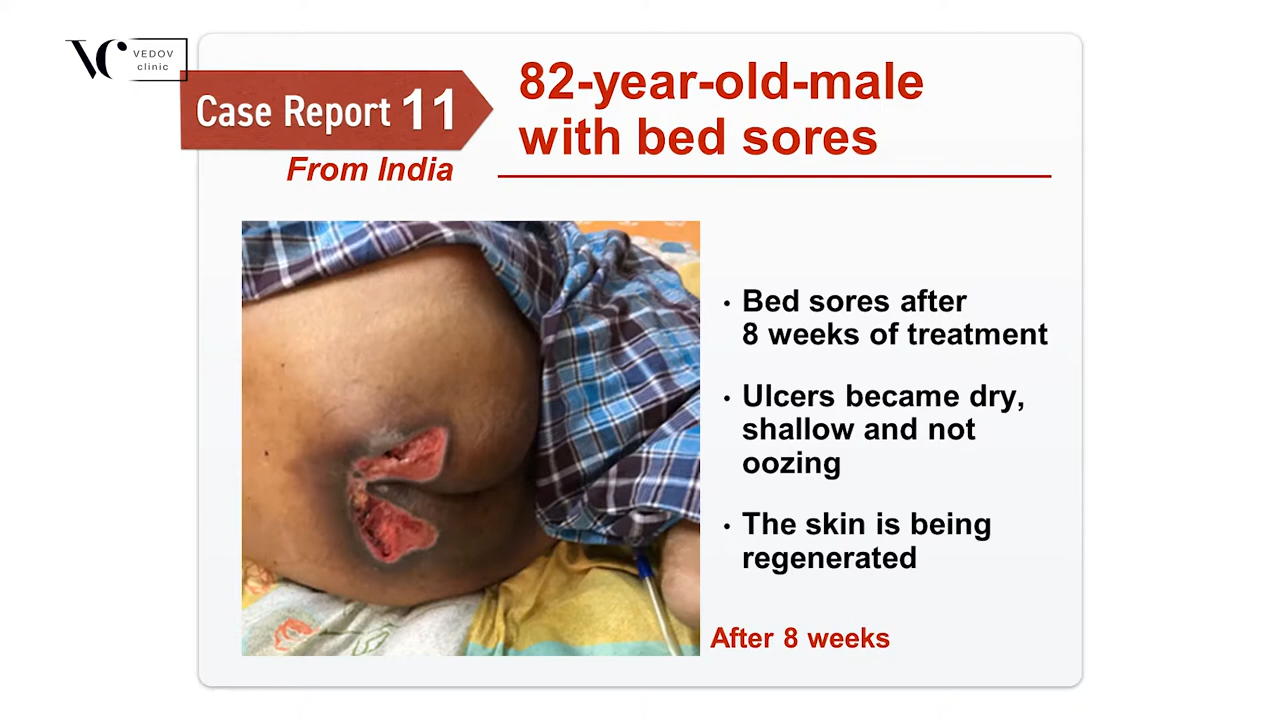 VC VEDOV
clinic
Case Report 11
From India
82-year-old-male
with bed sores
• Bed sores after
8 weeks of treatment
• Ulcers became dry,
shallow and not
oozing
• The skin is being
regenerated
After 8 weeks